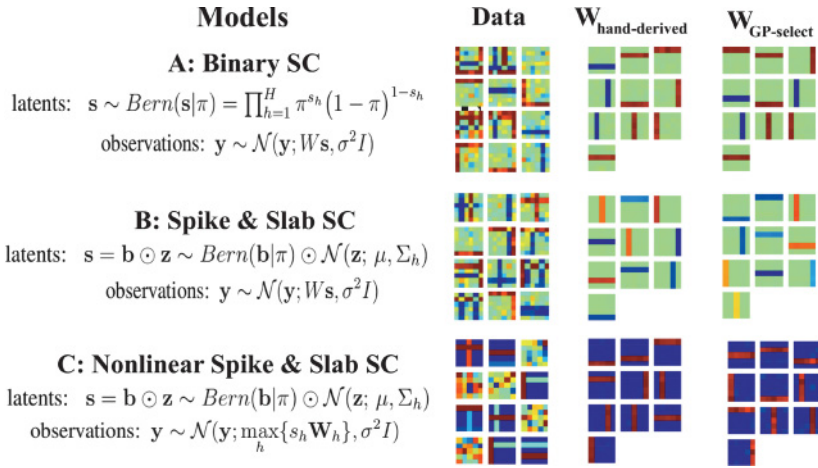 Models Data W_hand-derived W_GP-select
A: Binary SC
latents: s ∼ Bern(s|π) = ∏_{h=1}^{H} π^{s_h} (1 − π)^{1−s_h}
observations: y ∼ N(y; Ws, σ²I)
B: Spike & Slab SC
latents: s = b ⊙ z ∼ Bern(b|π) ⊙ N(z; μ, Σ_h)
observations: y ∼ N(y; Ws, σ²I)
C: Nonlinear Spike & Slab SC
latents: s = b ⊙ z ∼ Bern(b|π) ⊙ N(z; μ, Σ_h)
observations: y ∼ N(y; max_h{s_h W_h}, σ²I)